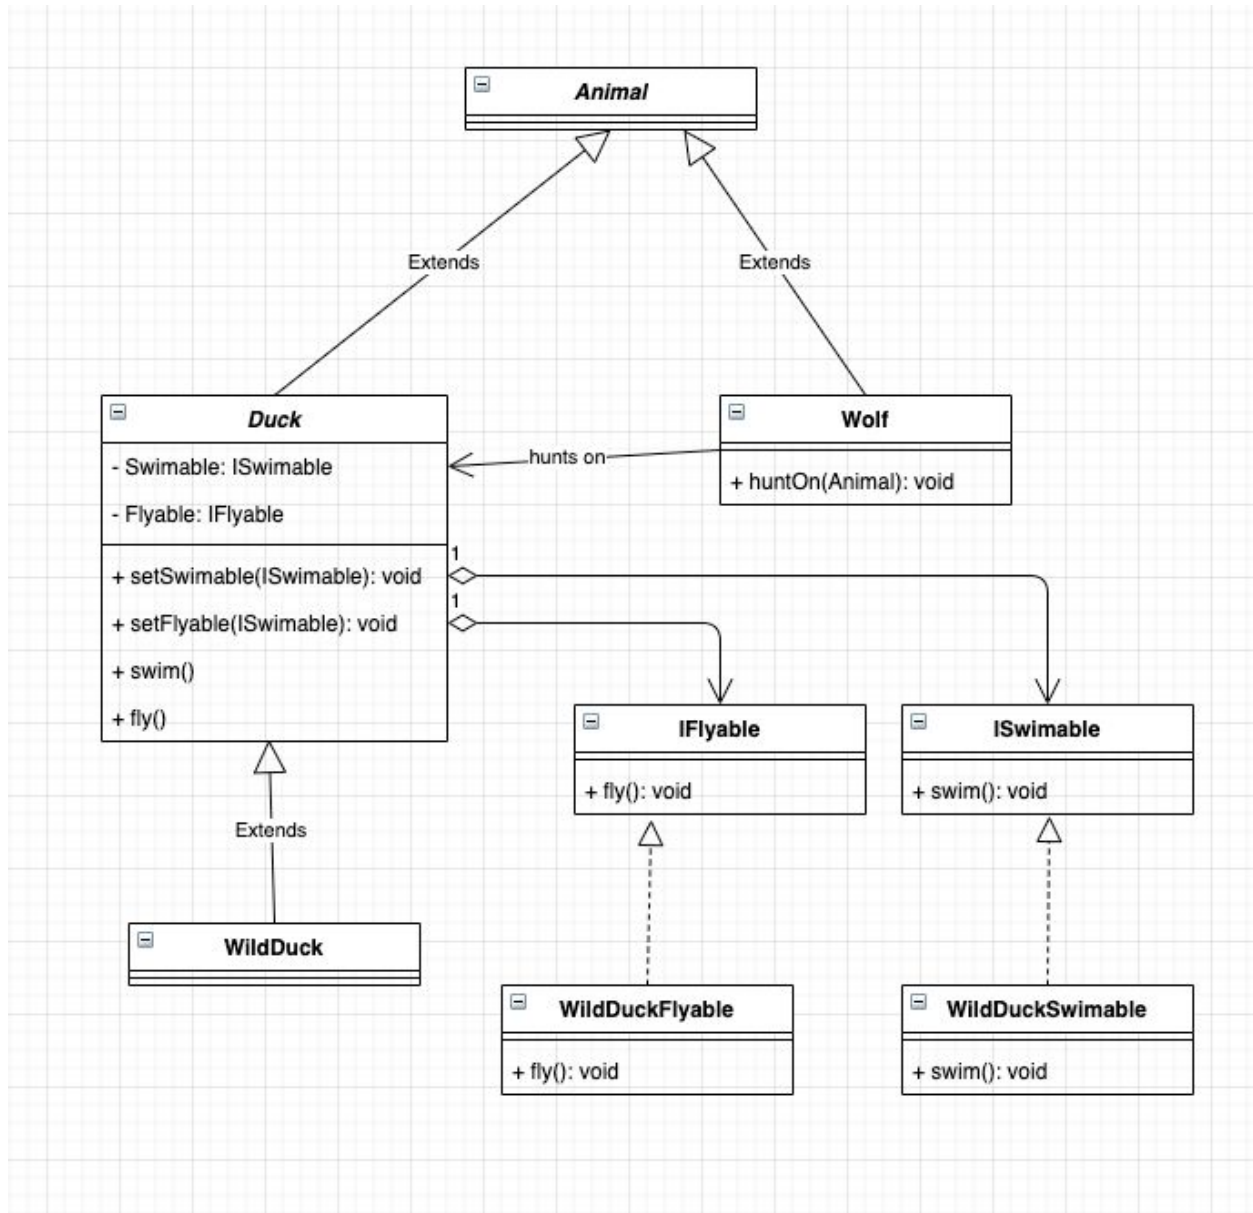 Animal
Extends
Extends
Duck
- Swimable: ISwimable
- Flyable: IFlyable
+ setSwimable(ISwimable): void
+ setFlyable(ISwimable): void
+ swim()
+ fly()
hunts on
Wolf
+ huntOn(Animal): void
1
1
IFlyable
+ fly(): void
ISwimable
+ swim(): void
Extends
WildDuck
WildDuckFlyable
+ fly(): void
WildDuckSwimable
+ swim(): void